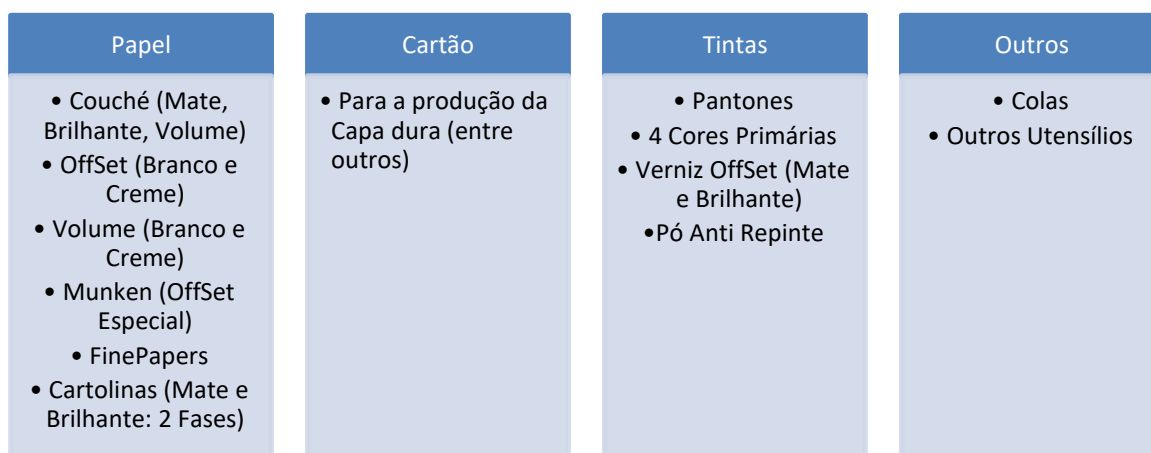 Papel
• Couché (Mate,
Brilhante, Volume)
• OffSet (Branco e
Creme)
• Volume (Branco e
Creme)
• Munken (OffSet
Especial)
• FinePapers
• Cartolinas (Mate e
Brilhante: 2 Fases)
Cartão
• Para a produção da
Capa dura (entre
outros)
Tintas
• Pantones
• 4 Cores Primárias
• Verniz OffSet (Mate
e Brilhante)
•Pó Anti Repinte
Outros
• Colas
• Outros Utensílios